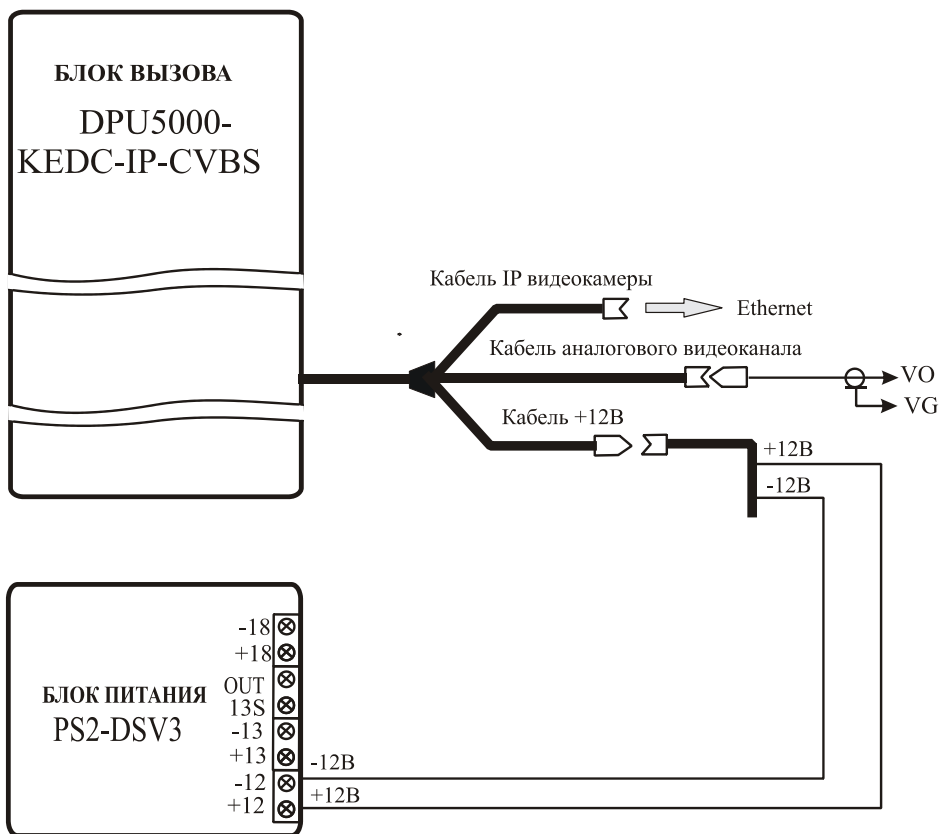 БЛОК ВЫЗОВА
DPU5000-
KEDC-IP-CVBS
Кабель IP видеокамеры
Ethernet
Кабель аналогового видеоканала
VO
VG
Кабель +12В
+12В
-12В
БЛОК ПИТАНИЯ
PS2-DSV3
-18
+18
OUT
13S
-13
+13
-12
+12
-12В
+12В